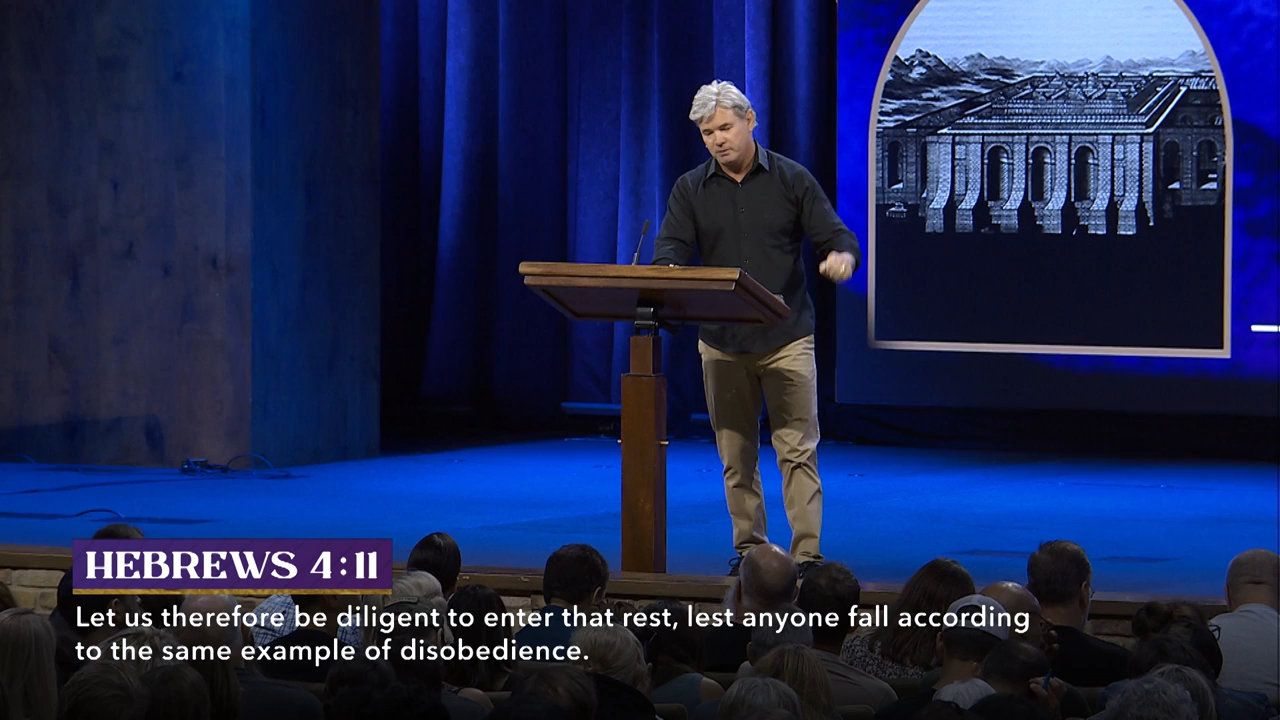 HEBREWS 4:11
Let us therefore be diligent to enter that rest, lest anyone fall according
to the same example of disobedience.